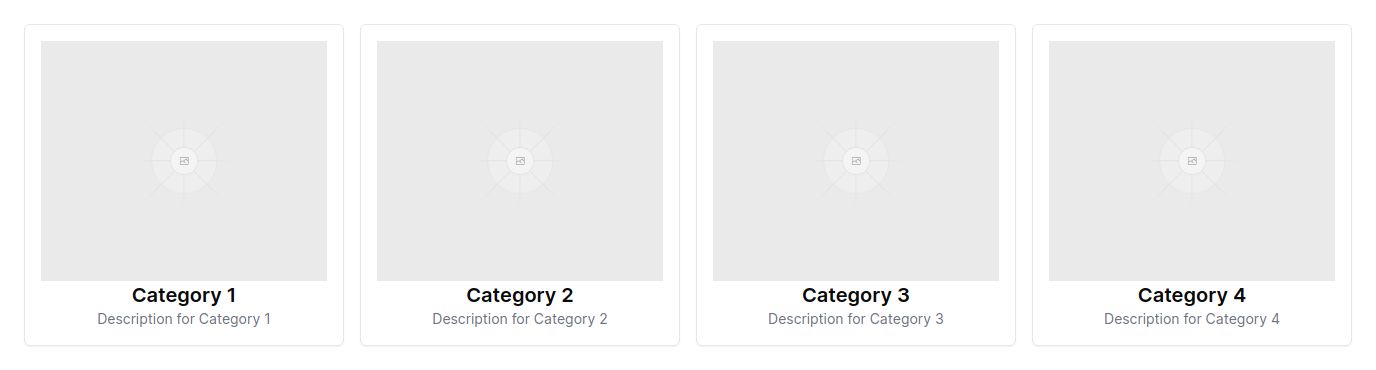 Category 1
Description for Category 1
Category 2
Description for Category 2
Category 3
Description for Category 3
Category 4
Description for Category 4